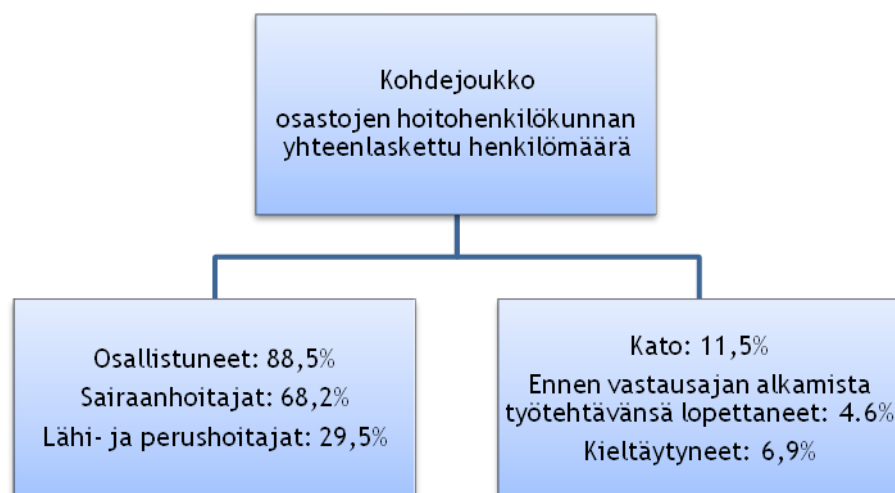 Kohdejoukko
osastojen hoitohenkilökunnan
yhteenlaskettu henkilömäärä
Osallistuneet: 88,5%
Sairaanhoitajat: 68,2%
Lähi- ja perushoitajat: 29,5%
Kato: 11,5%
Ennen vastausajan alkamista
työtehtävänsä lopettaneet: 4.6%
Kieltäytyneet: 6,9%